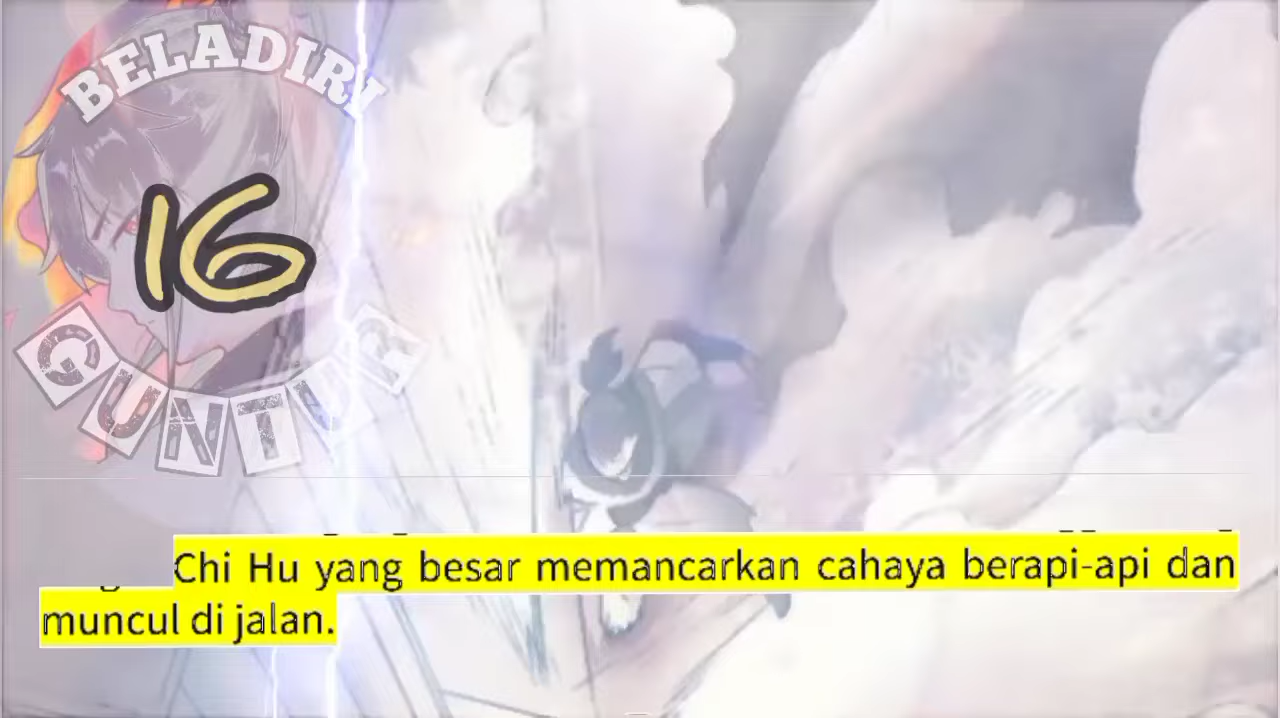 BELADIRI
16
GUNTUR
Chi Hu yang besar memancarkan cahaya berapi-api dan
muncul di jalan.